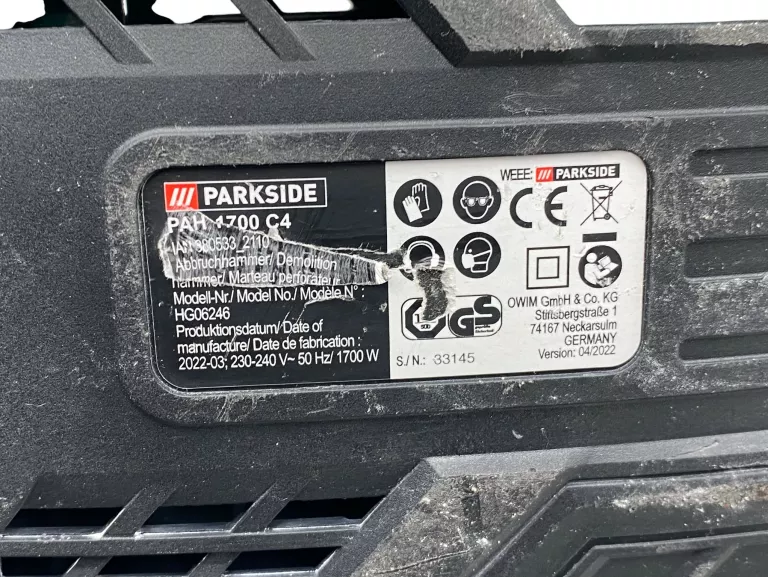 PARKSIDE
PAH 1700 C4
IAN 380533_2110
Abbruchhammer/ Demolition
hammer/ Marteau perforateur
Modell-Nr./ Model No./ Modèle N° :
HG06246
Produktionsdatum/ Date of
manufacture/ Date de fabrication :
2022-03; 230-240 V~ 50 Hz/ 1700 W
WEEE: PARKSIDE
CE
GS
S./ N.: 33145
OWIM GmbH & Co. KG
Stiftsbergstraße 1
74167 Neckarsulm
GERMANY
Version: 04/2022